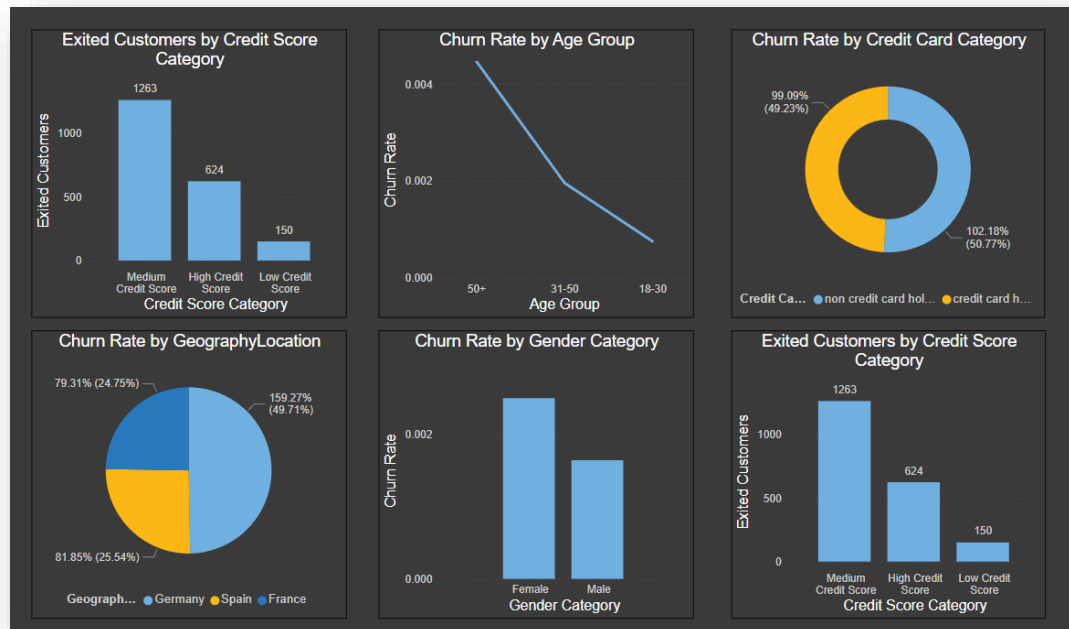 Exited Customers by Credit Score
Category
Exited Customers
1263
624
150
1000
500
0
Medium
Credit Score
High Credit
Score
Low Credit
Score
Credit Score Category
Churn Rate by Age Group
Churn Rate
0.004
0.002
0.000
50+
31-50
18-30
Age Group
Churn Rate by Credit Card Category
99.09%
(49.23%)
102.18%
(50.77%)
Credit Ca... non credit card hol... credit card h...
Churn Rate by GeographyLocation
79.31% (24.75%)
159.27%
(49.71%)
81.85% (25.54%)
Geograph... Germany Spain France
Churn Rate by Gender Category
Churn Rate
0.002
0.000
Female
Male
Gender Category
Exited Customers by Credit Score
Category
Exited Customers
1263
624
150
1000
500
0
Medium
Credit Score
High Credit
Score
Low Credit
Score
Credit Score Category